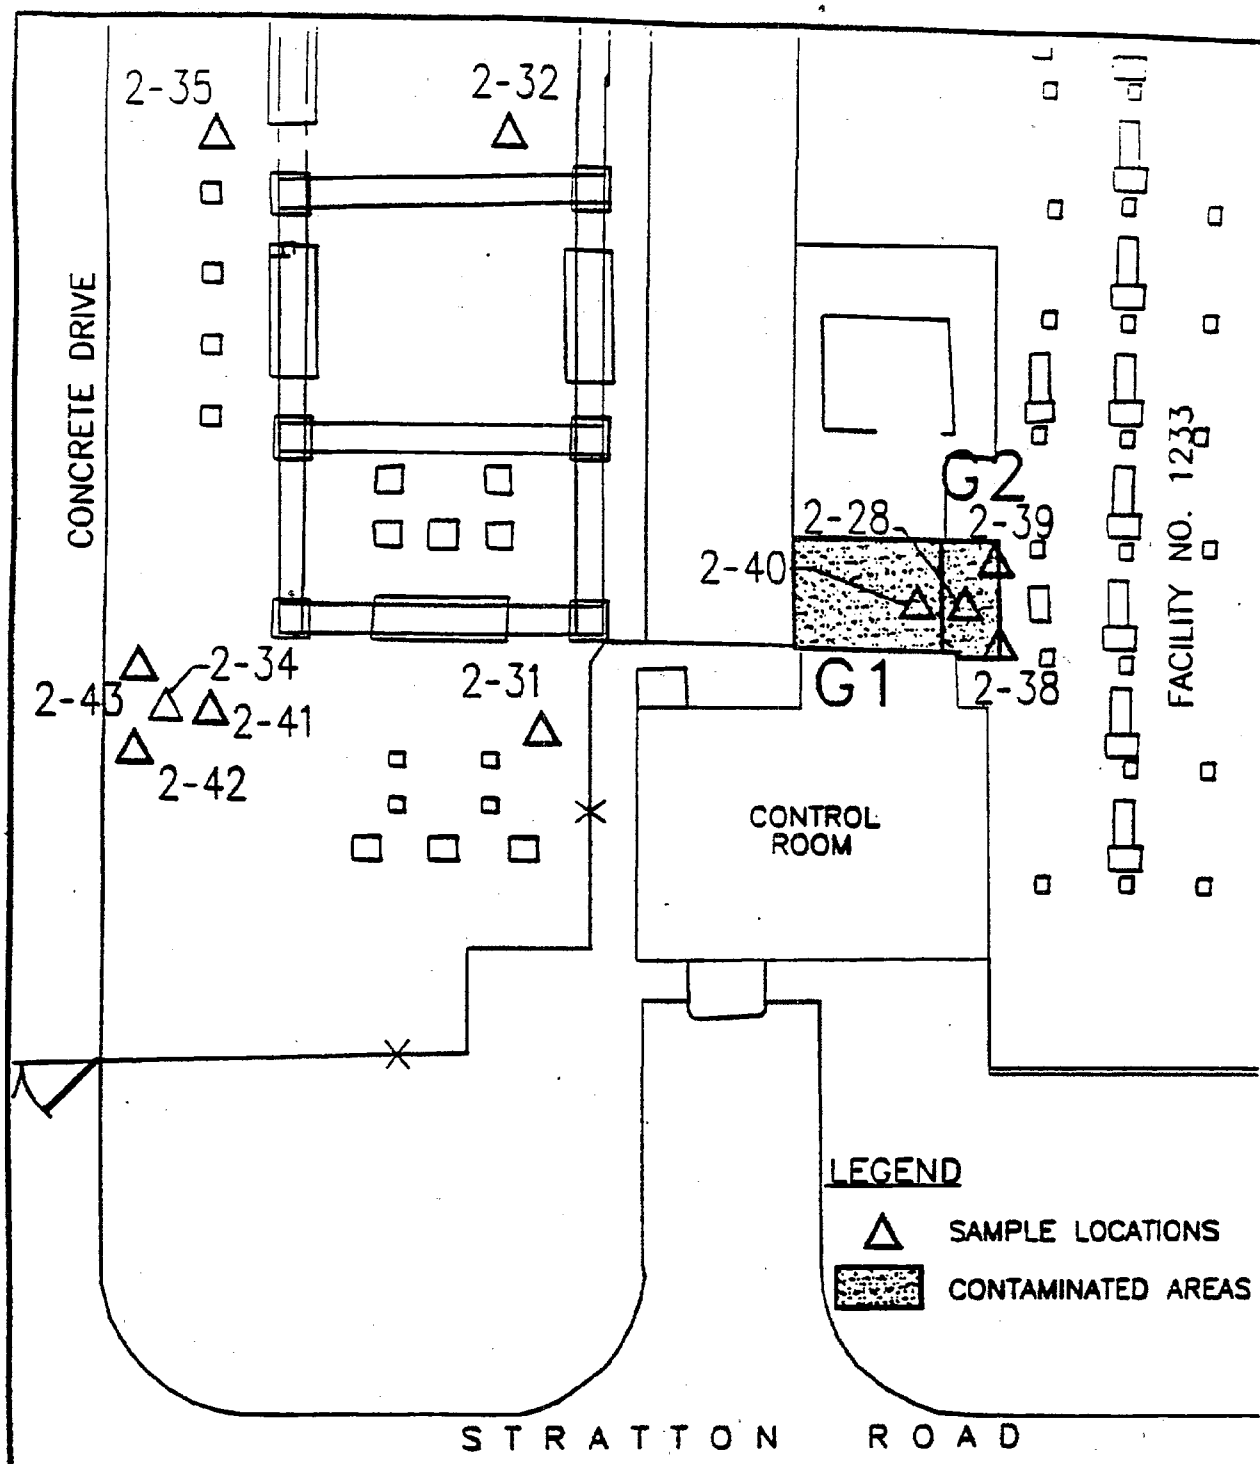 2-35
2-32
CONCRETE DRIVE
FACILITY NO. 1233
G2
2-28
2-39
2-40
2-34
2-43
2-31
G1
2-38
2-41
2-42
CONTROL
ROOM
LEGEND
SAMPLE LOCATIONS
CONTAMINATED AREAS
STRATTON ROAD